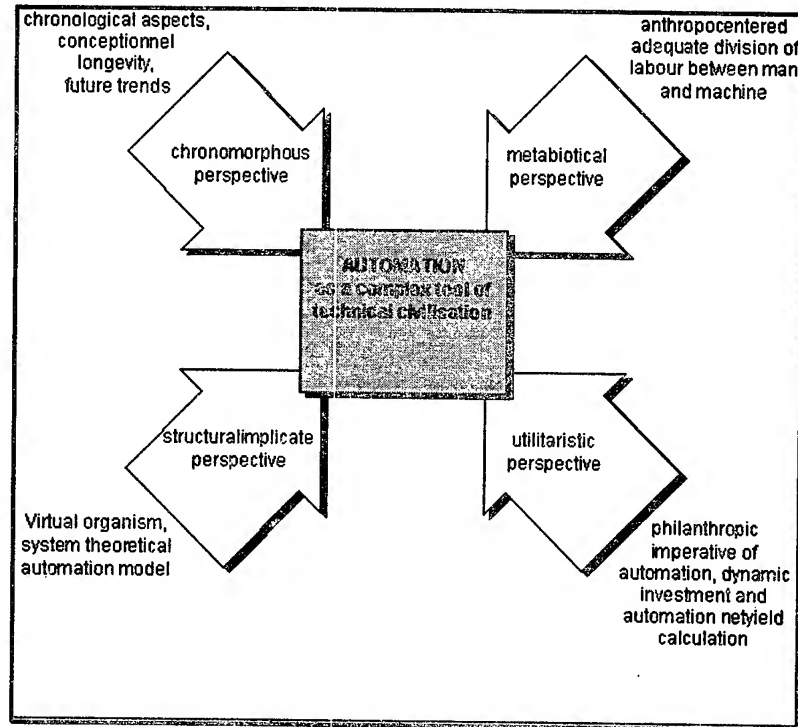 chronological aspects,
conceptionnel
longevity,
future trends
anthropocentered
adequate division of
labour between man
and machine
chronomorphous
perspective
metabiotical
perspective
AUTOMATION
as a complex tool of
technical civilisation
structuralimplicate
perspective
utilitaristic
perspective
Virtual organism,
system theoretical
automation model
philanthropic
imperative of
automation, dynamic
investment and
automation netyield
calculation